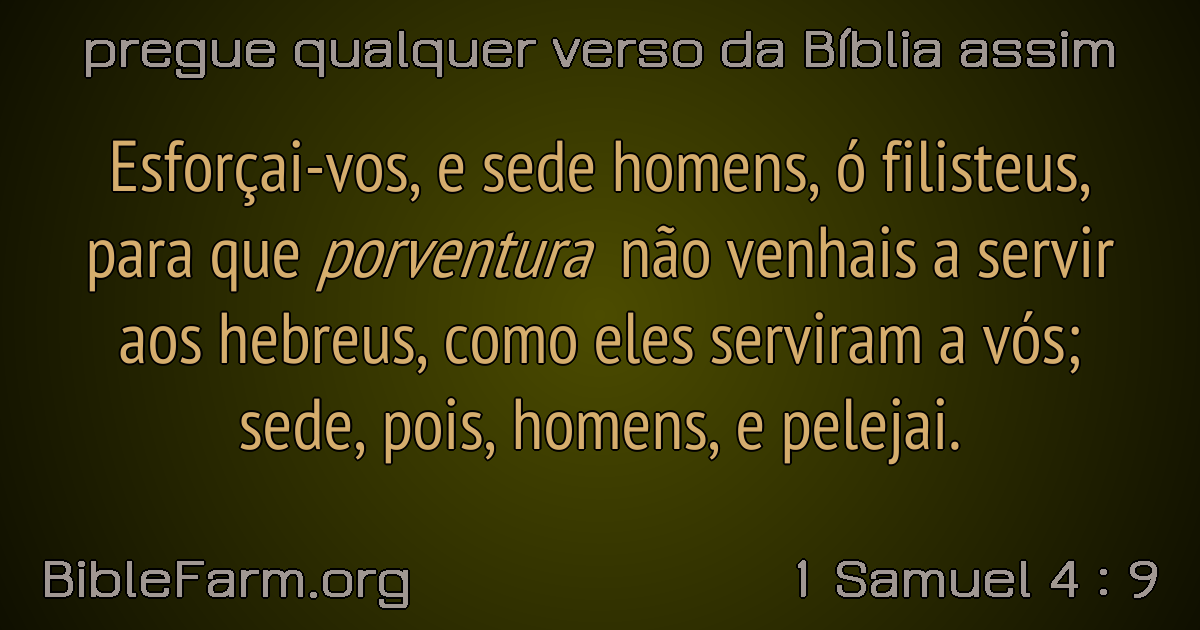 pregue qualquer verso da Bíblia assim
Esforçai-vos, e sede homens, ó filisteus,
para que porventura não venhais a servir
aos hebreus, como eles serviram a vós;
sede, pois, homens, e pelejai.
BibleFarm.org
1 Samuel 4 : 9